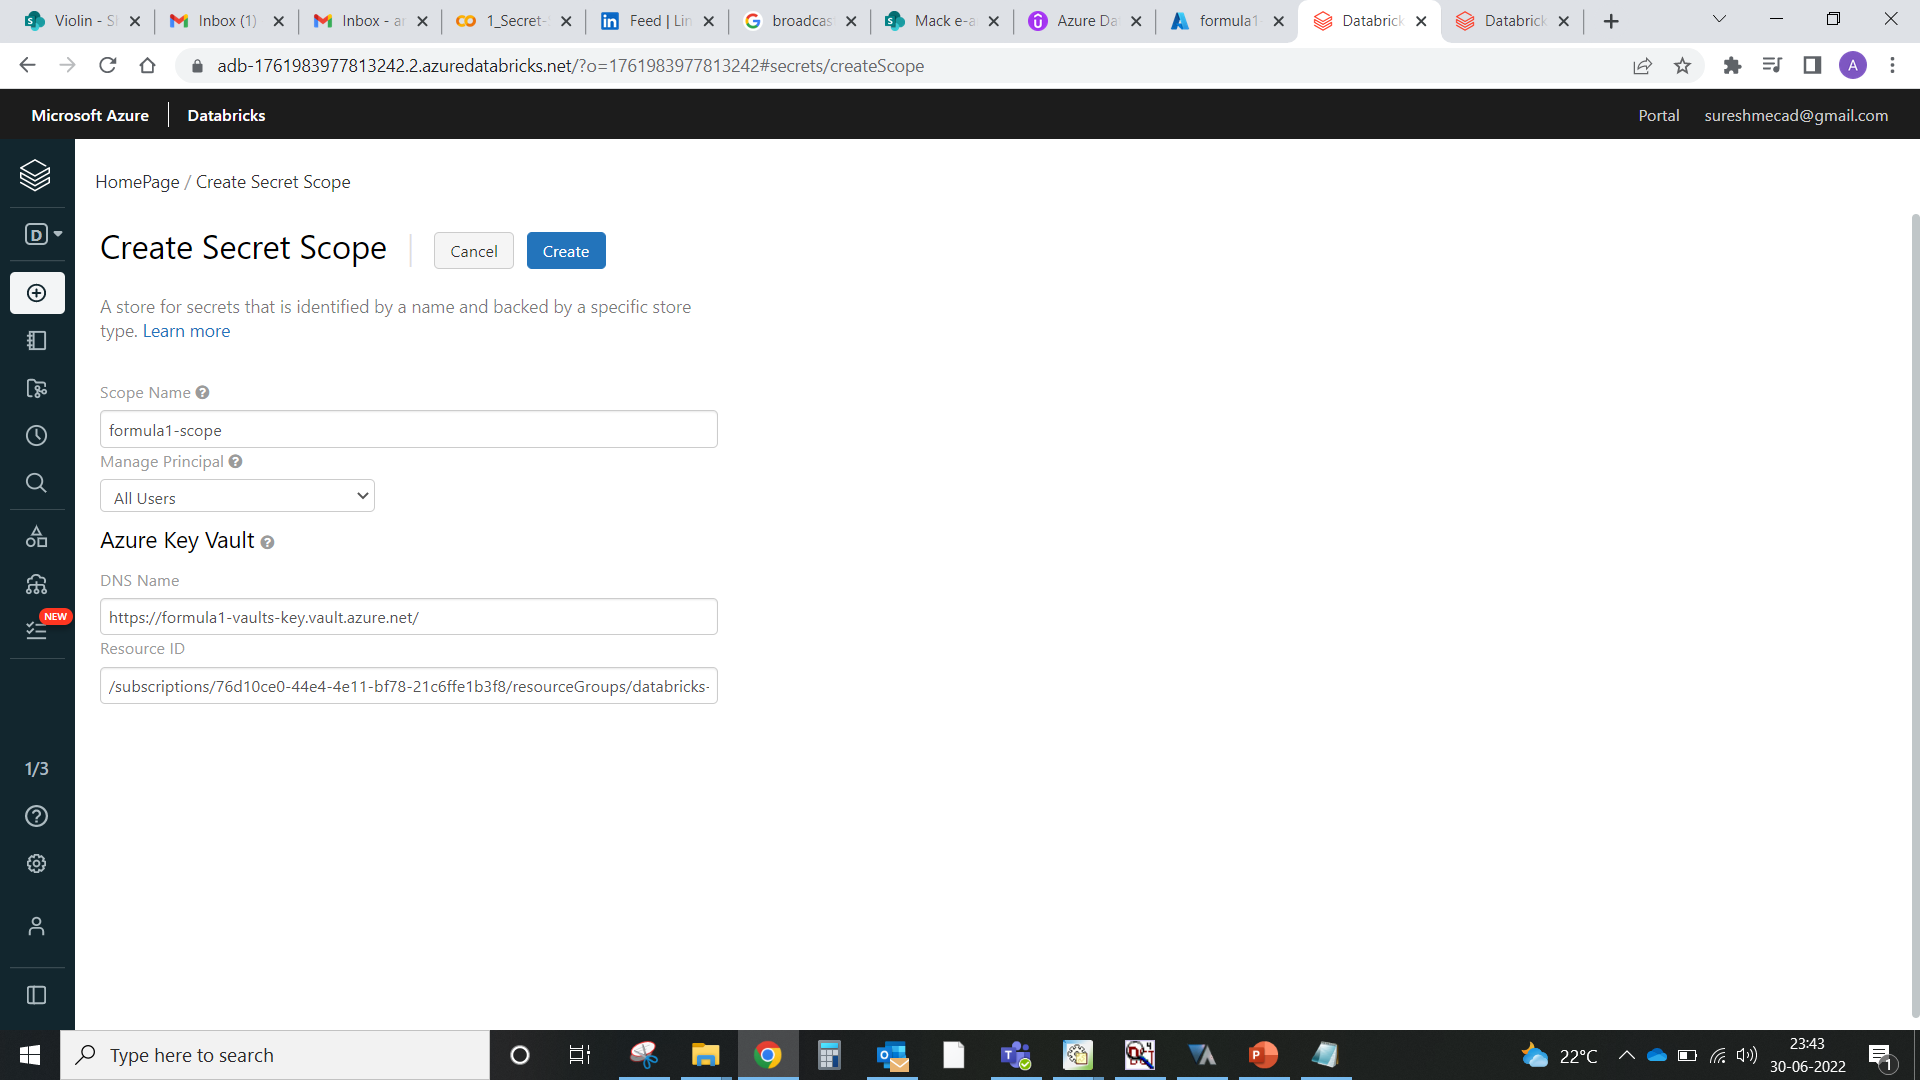 Violin - S
Inbox (1)
Inbox - a
1_Secret-
Feed | Lin
broadcas
Mack e-a
Azure Da
formula1
Databrick
Databrick
adb-1761983977813242.2.azuredatabricks.net/?o=1761983977813242#secrets/createScope
A
Microsoft Azure
Databricks
Portal
sureshmecad@gmail.com
HomePage / Create Secret Scope
D
Create Secret Scope
Cancel
Create
A store for secrets that is identified by a name and backed by a specific store
type. Learn more
Scope Name
formula1-scope
Manage Principal
All Users
Azure Key Vault
DNS Name
https://formula1-vaults-key.vault.azure.net/
NEW
Resource ID
/subscriptions/76d10ce0-44e4-4e11-bf78-21c6ffe1b3f8/resourceGroups/databricks-
1/3
Type here to search
22°C
23:43
30-06-2022
1